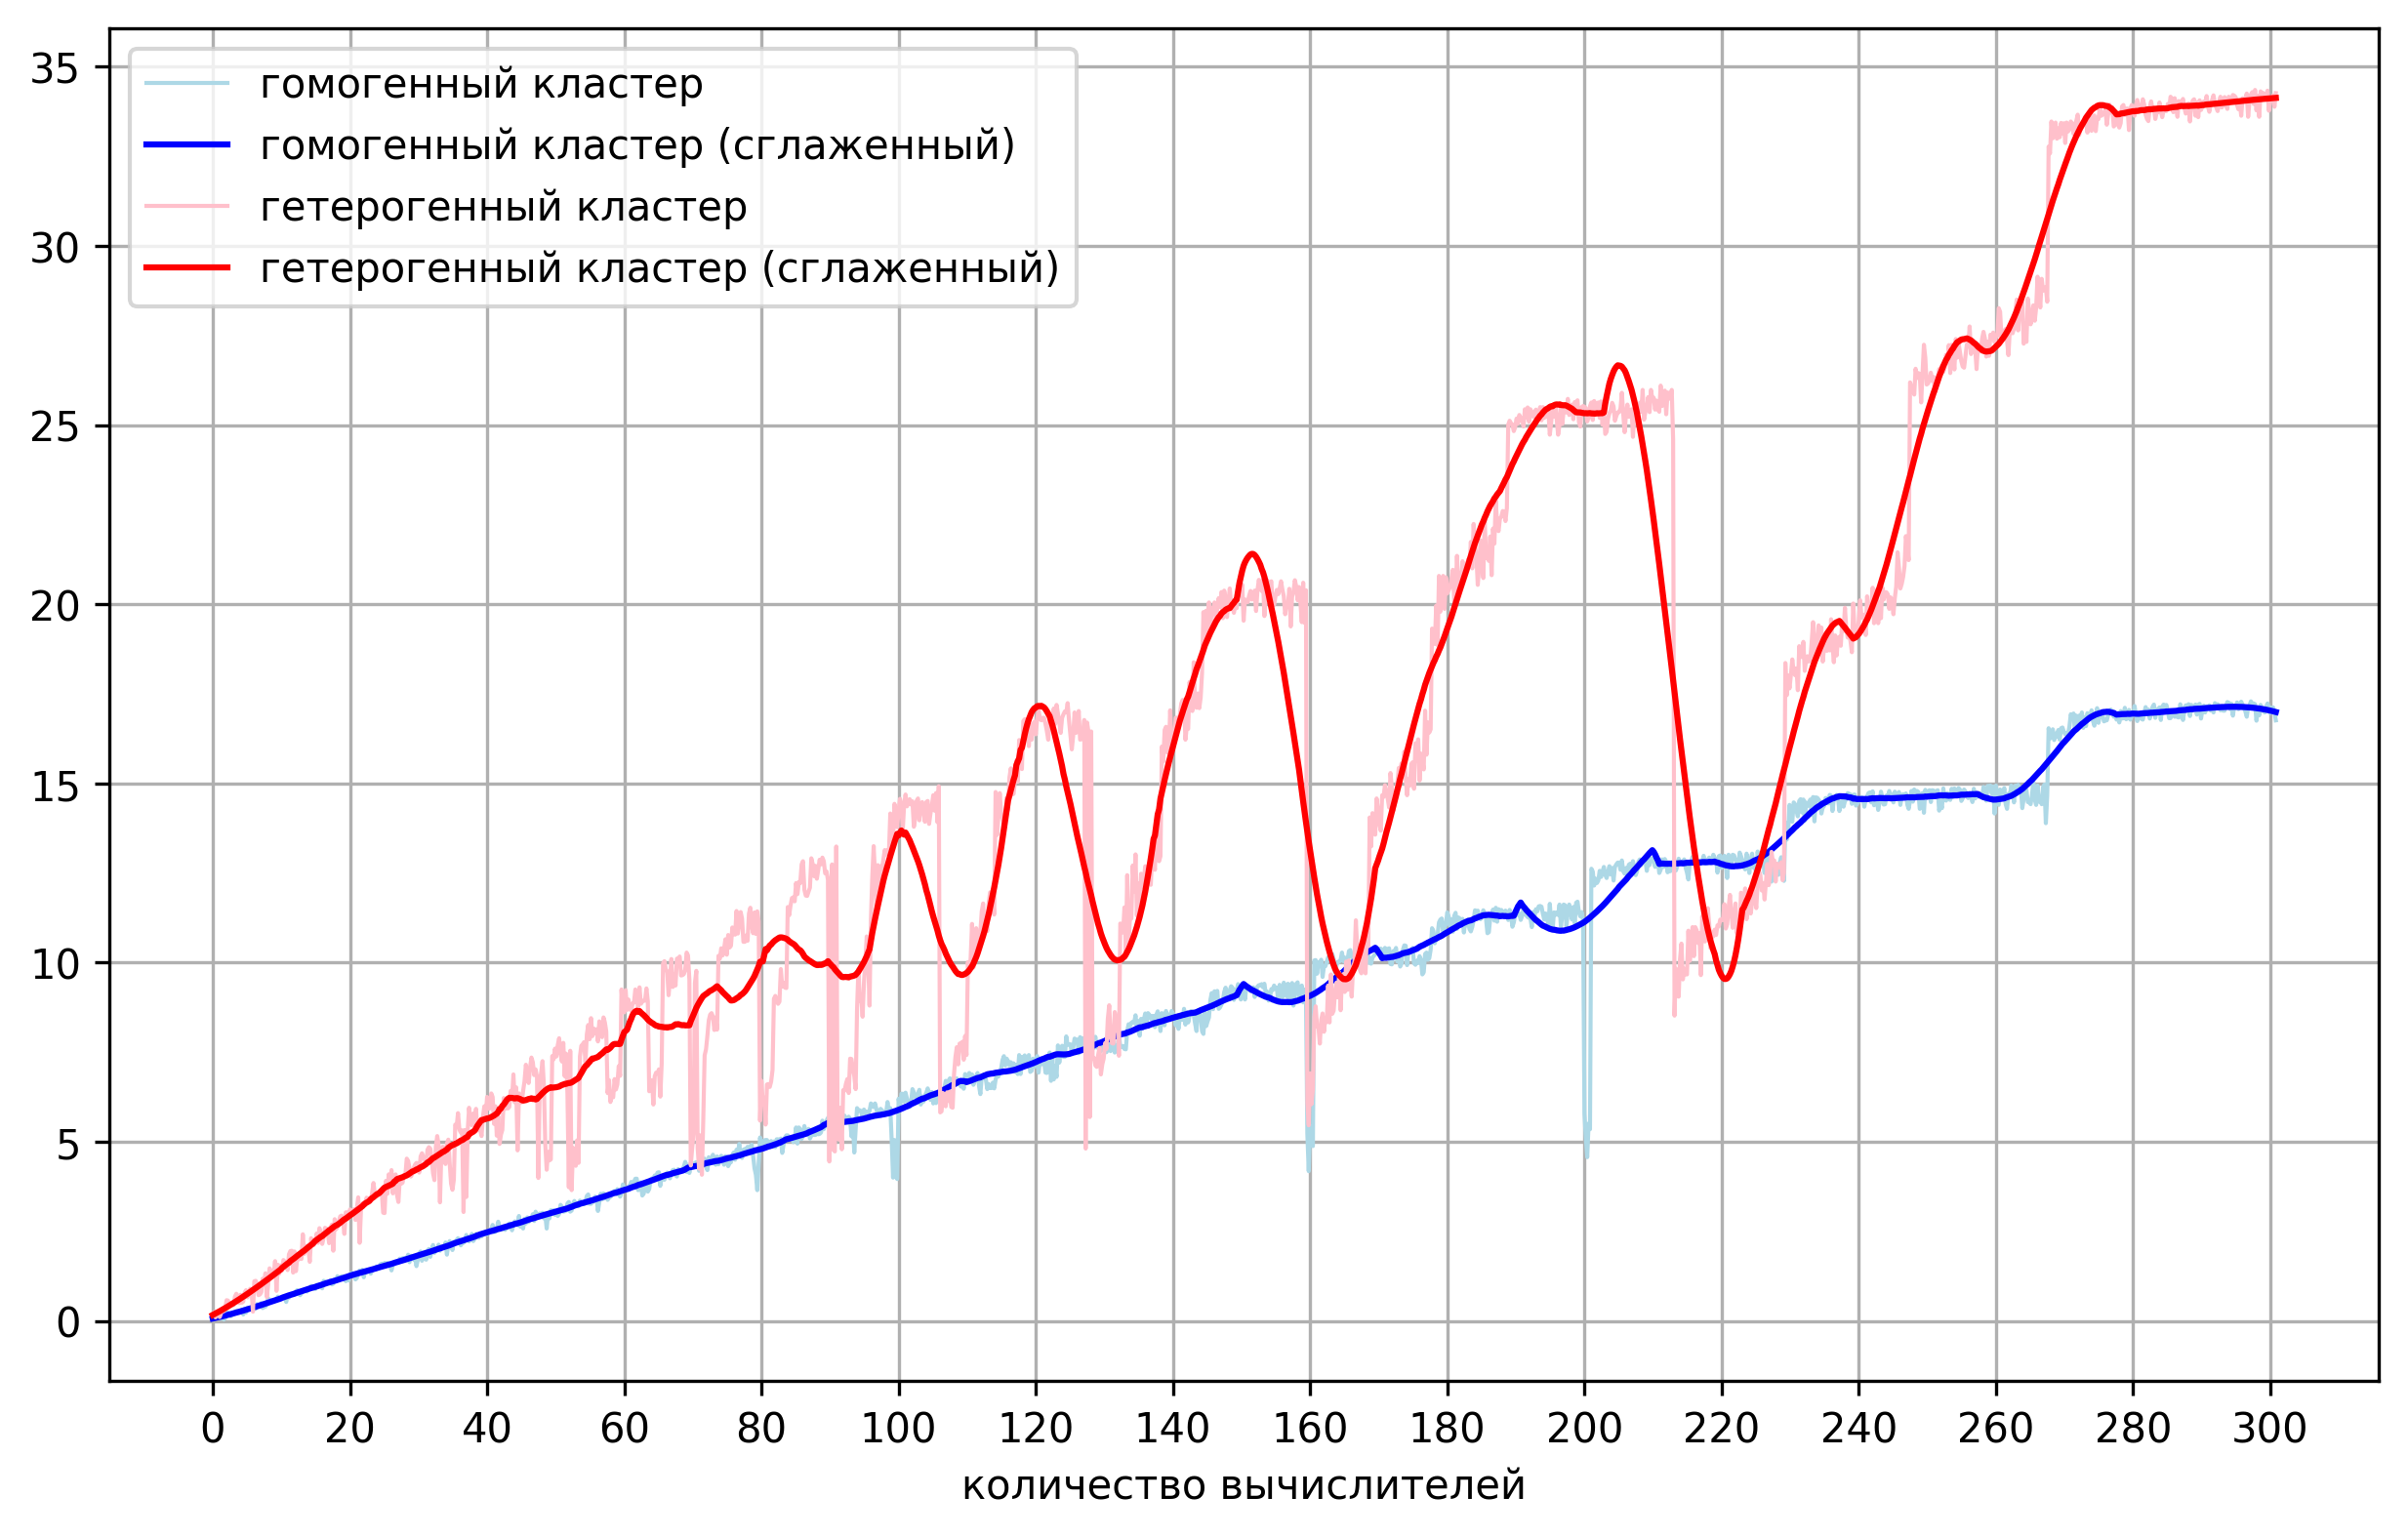 гомогенный кластер
гомогенный кластер (сглаженный)
гетерогенный кластер
гетерогенный кластер (сглаженный)
35
30
25
20
15
10
5
0
0 20 40 60 80 100 120 140 160 180 200 220 240 260 280 300
количество вычислителей